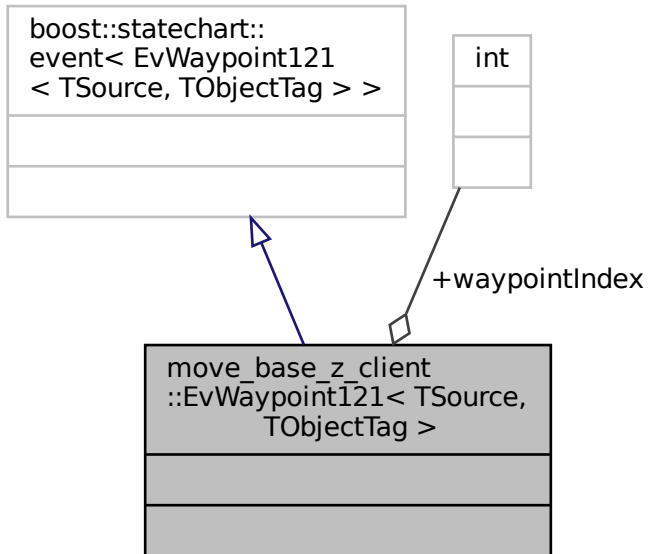 boost::statechart::
event< EvWaypoint121
< TSource, TObjectTag > >
int
+waypointIndex
move_base_z_client
::EvWaypoint121< TSource,
TObjectTag >